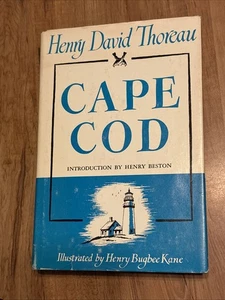 Henry David Thoreau
CAPE
COD
INTRODUCTION BY HENRY BESTON
Illustrated by Henry Bugbee Kane